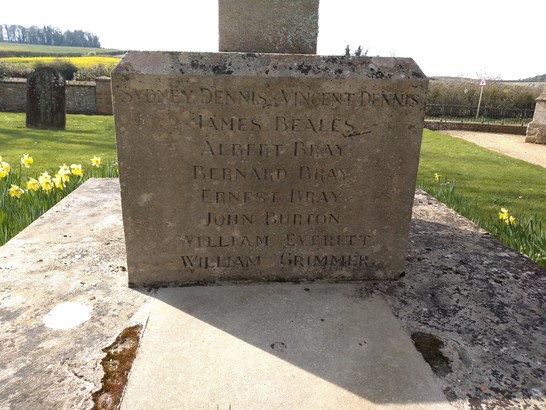 SYDNEY DENNIS. VINCENT DENNIS
JAMES BEALES
ALBERT BRAY
BERNARD BRAY
ERNEST BRAY
JOHN BURTON
WILLIAM EVERITT
WILLIAM GRIMMER